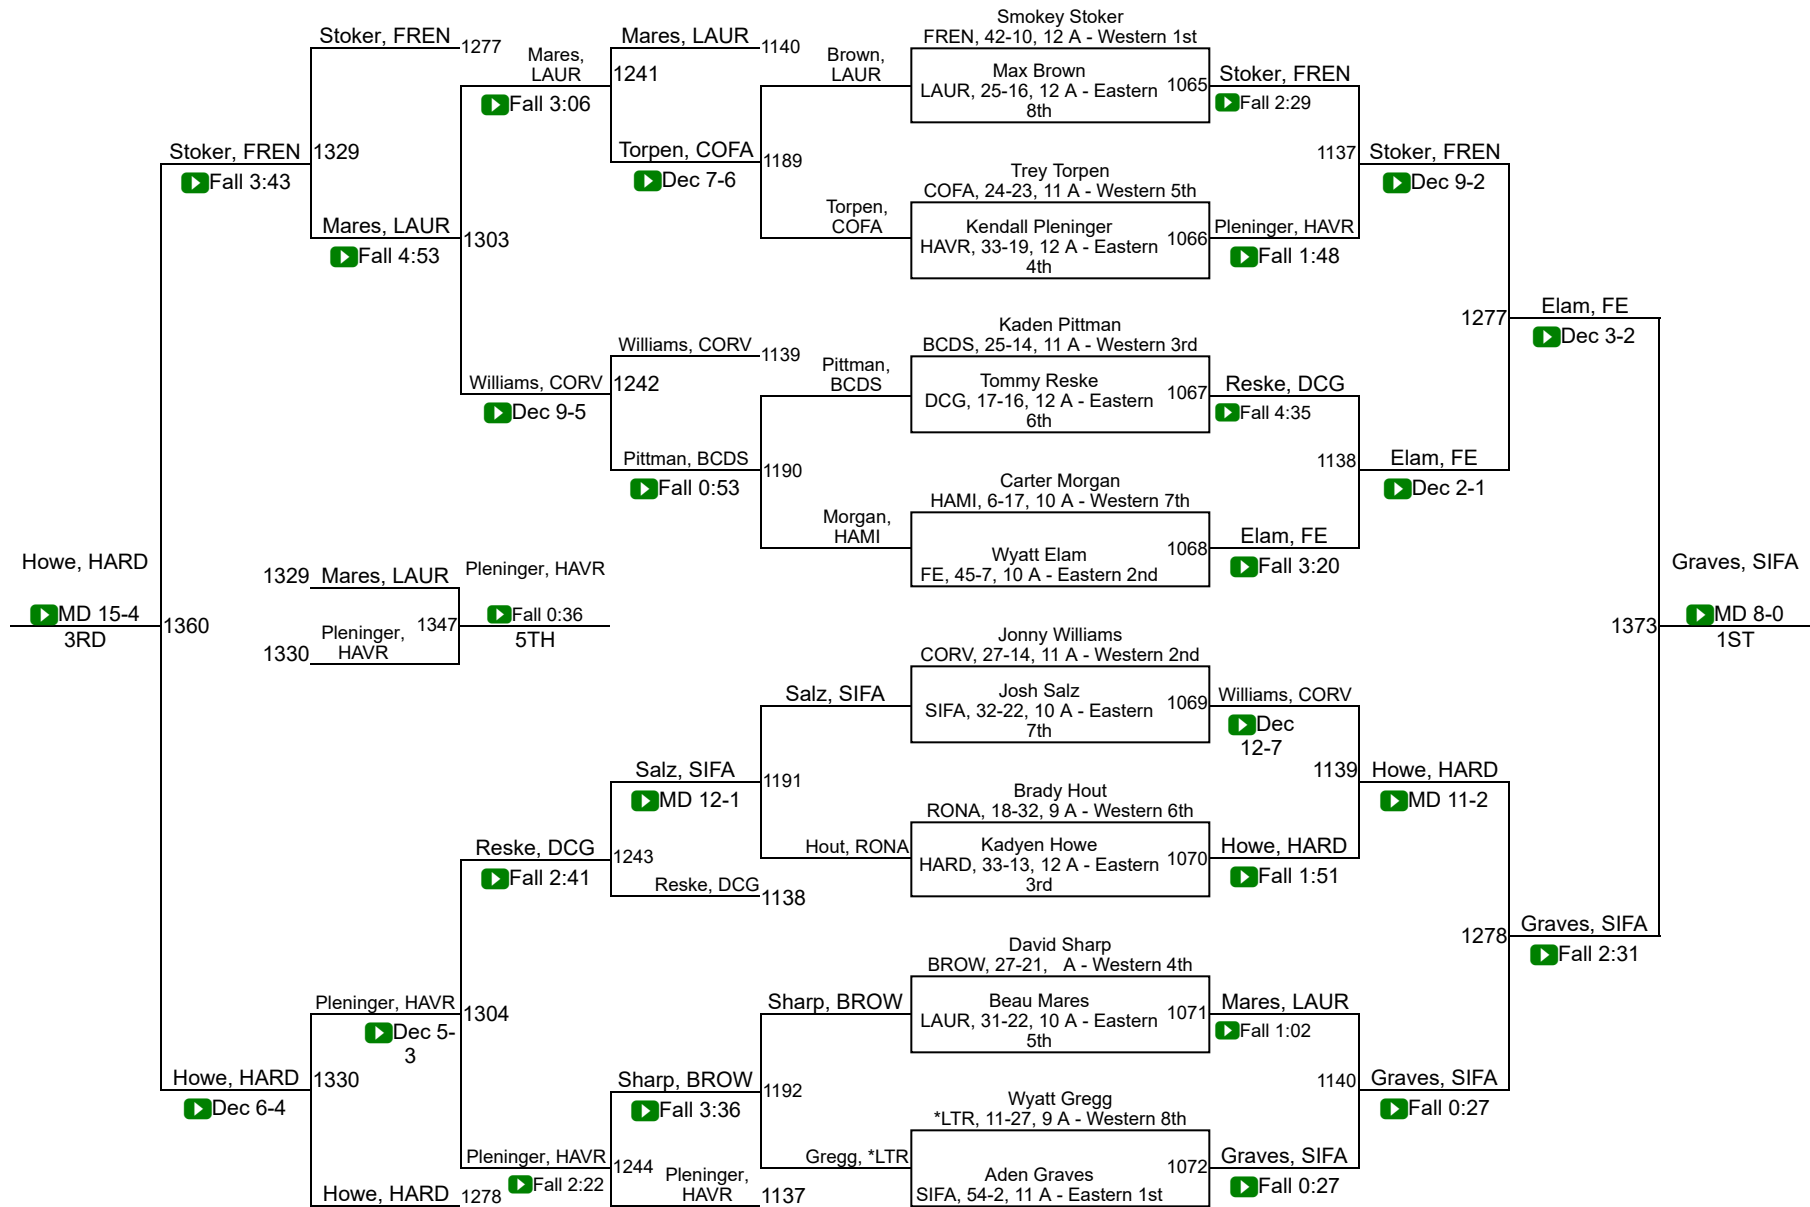 Smokey Stoker
FREN, 42-10, 12 A - Western 1st
Stoker, FREN
1277
Mares, LAUR
1140
Mares,
LAUR
1241
Brown,
LAUR
Max Brown
LAUR, 25-16, 12 A - Eastern
8th
1065
Stoker, FREN
Fall 2:29
Fall 3:06
Stoker, FREN
1329
Fall 3:43
Torpen, COFA
1189
Dec 7-6
Trey Torpen
COFA, 24-23, 11 A - Western 5th
1137
Stoker, FREN
Dec 9-2
Mares, LAUR
1303
Fall 4:53
Torpen,
COFA
Kendall Pleninger
HAVR, 33-19, 12 A - Eastern
4th
1066
Pleninger, HAVR
Fall 1:48
Elam, FE
1277
Dec 3-2
Kaden Pittman
BCDS, 25-14, 11 A - Western 3rd
Williams, CORV
1139
Williams, CORV
1242
Dec 9-5
Pittman,
BCDS
Tommy Reske
DCG, 17-16, 12 A - Eastern
6th
1067
Reske, DCG
Fall 4:35
Pittman, BCDS
1190
Fall 0:53
Carter Morgan
HAMI, 6-17, 10 A - Western 7th
1138
Elam, FE
Dec 2-1
Morgan,
HAMI
Wyatt Elam
FE, 45-7, 10 A - Eastern 2nd
1068
Elam, FE
Fall 3:20
Howe, HARD
MD 15-4
3RD
1360
1329
Mares, LAUR
Pleninger, HAVR
1347
Fall 0:36
5TH
1330
Pleninger,
HAVR
Graves, SIFA
1373
MD 8-0
1ST
Jonny Williams
CORV, 27-14, 11 A - Western 2nd
Salz, SIFA
Josh Salz
SIFA, 32-22, 10 A - Eastern
7th
1069
Williams, CORV
Dec
12-7
Salz, SIFA
1191
MD 12-1
Brady Hout
RONA, 18-32, 9 A - Western 6th
1139
Howe, HARD
MD 11-2
Reske, DCG
1243
Fall 2:41
Reske, DCG
1138
Hout, RONA
Kadyen Howe
HARD, 33-13, 12 A - Eastern
3rd
1070
Howe, HARD
Fall 1:51
1278
Graves, SIFA
Fall 2:31
David Sharp
BROW, 27-21, A - Western 4th
Pleninger, HAVR
1304
Dec 5-
3
Sharp, BROW
Beau Mares
LAUR, 31-22, 10 A - Eastern
5th
1071
Mares, LAUR
Fall 1:02
Howe, HARD
1330
Dec 6-4
Sharp, BROW
1192
Fall 3:36
Wyatt Gregg
*LTR, 11-27, 9 A - Western 8th
1140
Graves, SIFA
Fall 0:27
Pleninger, HAVR
1244
Fall 2:22
Pleninger,
HAVR
1137
Gregg, *LTR
Aden Graves
SIFA, 54-2, 11 A - Eastern 1st
1072
Graves, SIFA
Fall 0:27
Howe, HARD
1278